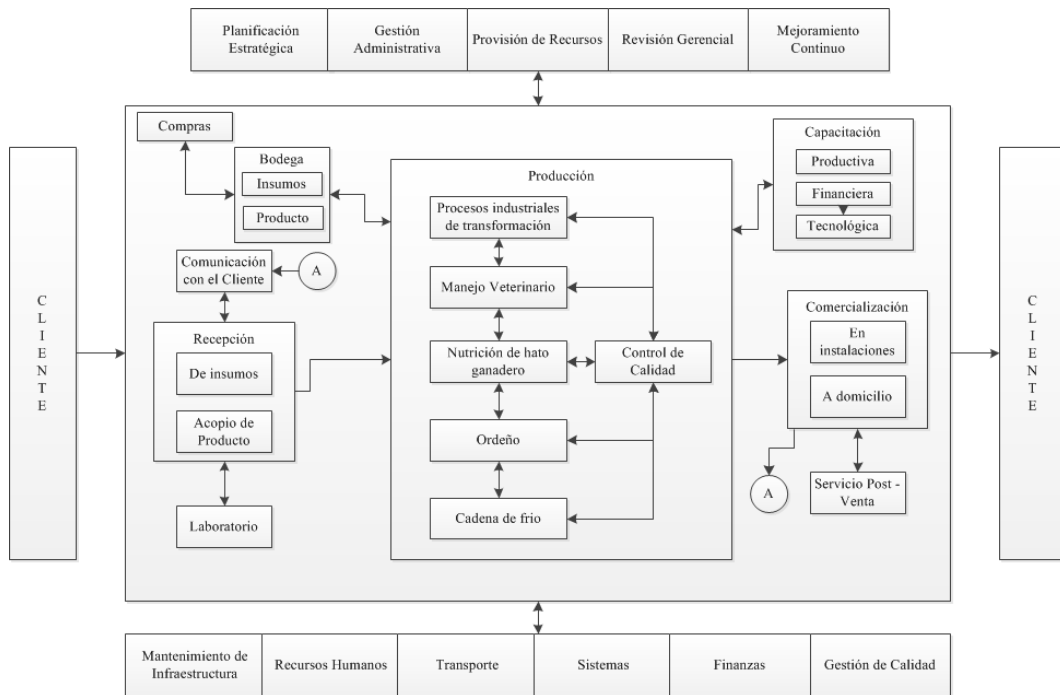 Planificación
Estratégica
Gestión
Administrativa
Provisión de Recursos
Revisión Gerencial
Mejoramiento
Continuo
CLIENTE
Compras
Bodega
Insumos
Producto
Comunicación
con el Cliente
A
Recepción
De insumos
Acopio de
Producto
Laboratorio
Producción
Procesos industriales
de transformación
Manejo Veterinario
Nutrición de hato
ganadero
Control de
Calidad
Ordeño
Cadena de frio
Capacitación
Productiva
Financiera
Tecnológica
Comercialización
En
instalaciones
A domicilio
A
Servicio Post -
Venta
CLIENTE
Mantenimiento de
Infraestructura
Recursos Humanos
Transporte
Sistemas
Finanzas
Gestión de Calidad